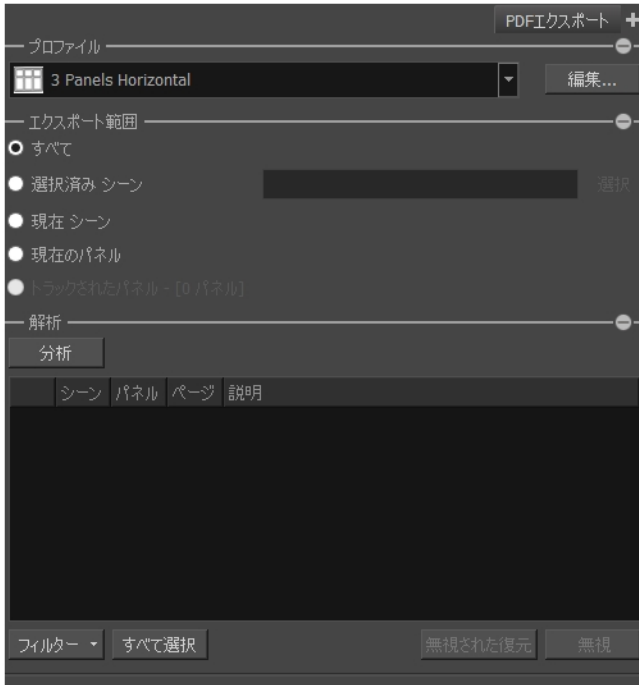 PDFエクスポート
プロファイル
3 Panels Horizontal
編集...
エクスポート範囲
すべて
選択済み シーン
選択
現在 シーン
現在のパネル
トラックされたパネル - [0 パネル]
解析
分析
シーン パネル ページ 説明
フィルター すべて選択 無視された復元 無視